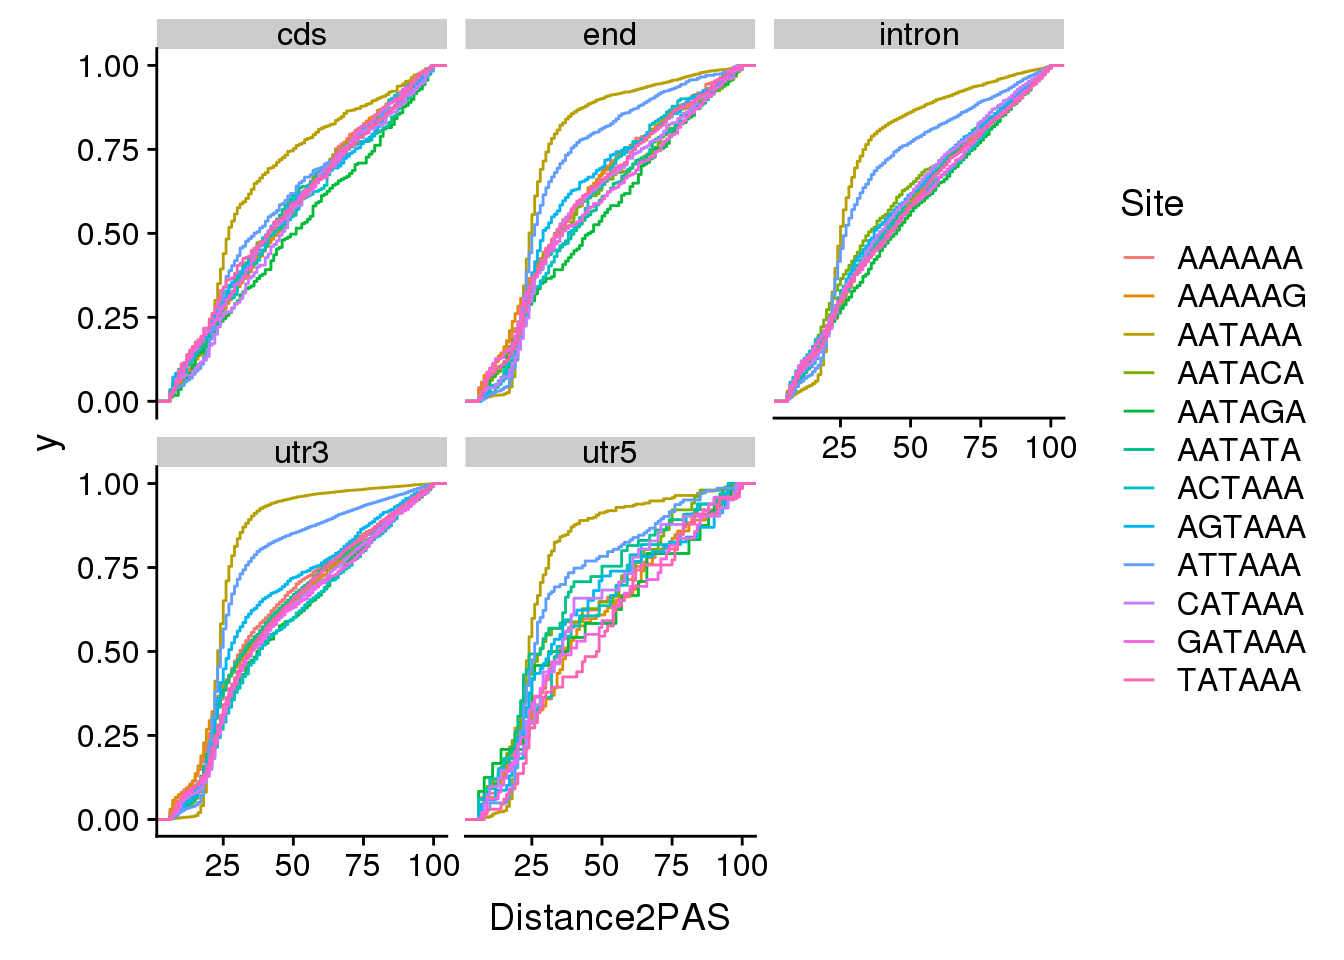 cds end intron
1.00
0.75
0.50
0.25
0.00
25 50 75 100
y
utr3 utr5
1.00
0.75
0.50
0.25
0.00
25 50 75 100 25 50 75 100
Distance2PAS
Site
AAAAAA
AAAAAG
AATAAA
AATACA
AATAGA
AATATA
ACTAAA
AGTAAA
ATTAAA
CATAAA
GATAAA
TATAAA